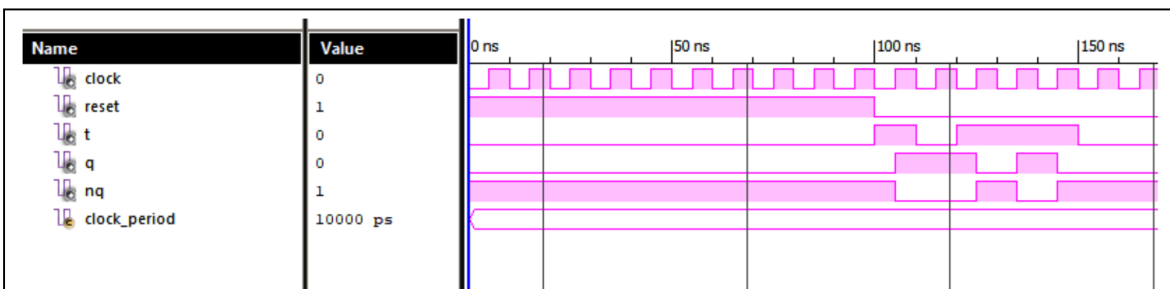 Name Value 0 ns |50 ns |100 ns |150 ns
clock 0
reset 1
t 0
q 0
nq 1
clock_period 10000 ps